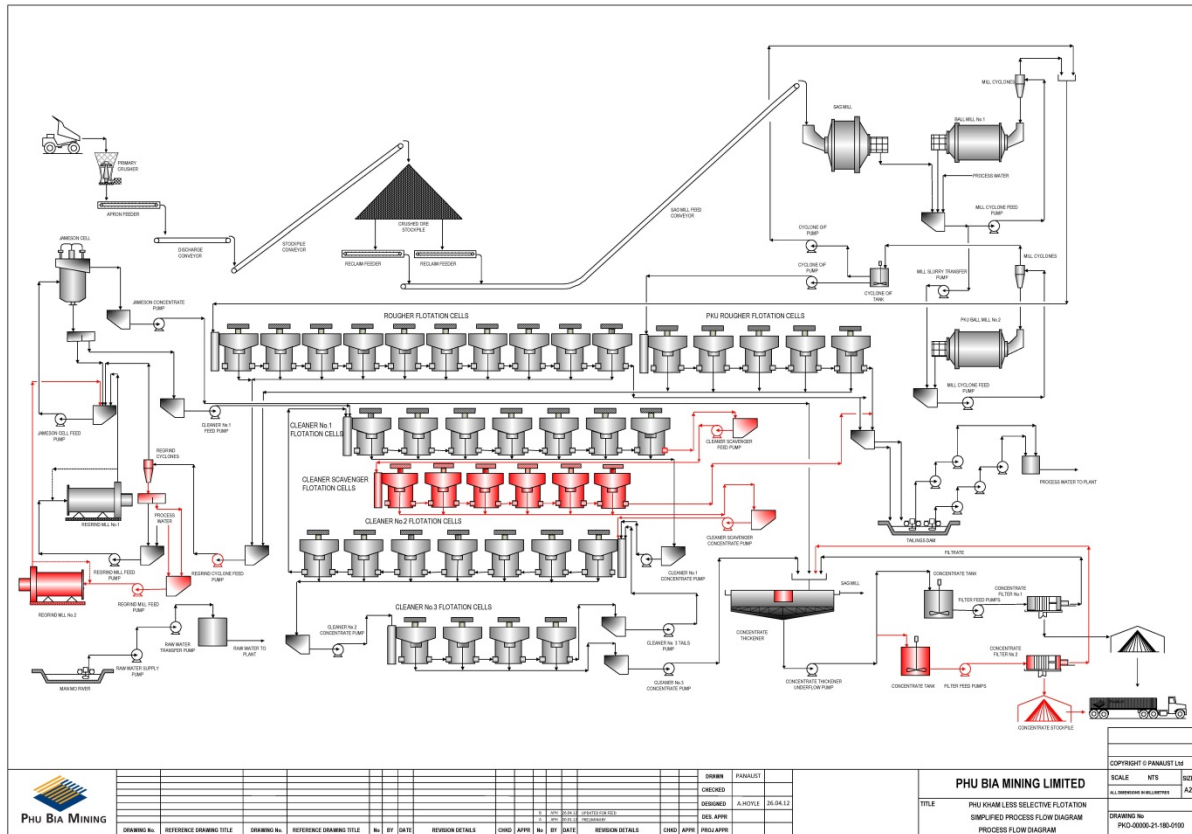 PRIMARY
CRUSHER
APRON FEEDER
DISCHARGE
CONVEYOR
STOCKPILE
CONVEYOR
CRUSHED ORE
STOCKPILE
RECLAIM FEEDER
RECLAIM FEEDER
SAG MILL FEED
CONVEYOR
SAG MILL
BALL MILL No.1
MILL CYCLONES
PROCESS WATER
MILL CYCLONE FEED
PUMP
CYCLONE O/F
PUMP
CYCLONE O/F
PUMP
CYCLONE O/F
TANK
MILL SLURRY TRANSFER
PUMP
MILL CYCLONES
PKU BALL MILL No.2
MILL CYCLONE FEED
PUMP
JAMESON CELL
JAMESON CONCENTRATE
PUMP
JAMESON CELL FEED
PUMP
ROUGHER FLOTATION CELLS
PKU ROUGHER FLOTATION CELLS
CLEANER No.1
FEED PUMP
CLEANER No.1
FLOTATION CELLS
CLEANER SCAVENGER
FEED PUMP
CLEANER SCAVENGER
FLOTATION CELLS
CLEANER SCAVENGER
CONCENTRATE PUMP
CLEANER No.2 FLOTATION CELLS
CLEANER No.1
CONCENTRATE PUMP
REGRIND
CYCLONES
REGRIND MILL No.1
PROCESS
WATER
REGRIND MILL FEED
PUMP
REGRIND CYCLONE FEED
PUMP
REGRIND MILL No.2
REGRIND MILL FEED
PUMP
RAW WATER
TRANSFER PUMP
RAW WATER TO
PLANT
RAW WATER SUPPLY
PUMP
CLEANER No.2
CONCENTRATE PUMP
CLEANER No.3 FLOTATION CELLS
CLEANER No. 3 TAILS
PUMP
CLEANER No.3
CONCENTRATE PUMP
PROCESS WATER TO PLANT
TAILINGS DAM
FILTRATE
SAG MILL
CONCENTRATE
THICKENER
CONCENTRATE THICKENER
UNDERFLOW PUMP
CONCENTRATE TANK
FILTER FEED PUMPS
CONCENTRATE
FILTER No.1
CONCENTRATE
FILTER No.2
CONCENTRATE TANK
FILTER FEED PUMPS
CONCENTRATE STOCKPILE
PHU BIA MINING
DRAWING No.
REFERENCE DRAWING TITLE
DRAWING No.
REFERENCE DRAWING TITLE
No
BY
DATE
REVISION DETAILS
CHKD
APPR
No
BY
DATE
REVISION DETAILS
CHKD
APPR
UPDATED FOR FEED
PRELIMINARY
DRAWN PANAUST
CHECKED
DESIGNED A.HOYLE 26.04.12
DES. APPR
PROJ APPR
PHU BIA MINING LIMITED
TITLE
PHU KHAM LESS SELECTIVE FLOTATION
SIMPLIFIED PROCESS FLOW DIAGRAM
PROCESS FLOW DIAGRAM
COPYRIGHT © PANAUST Ltd
SCALE NTS
SIZE
ALL DIMENSIONS IN MILLIMETRES
A2
DRAWING No
PKO-00000-21-180-0100